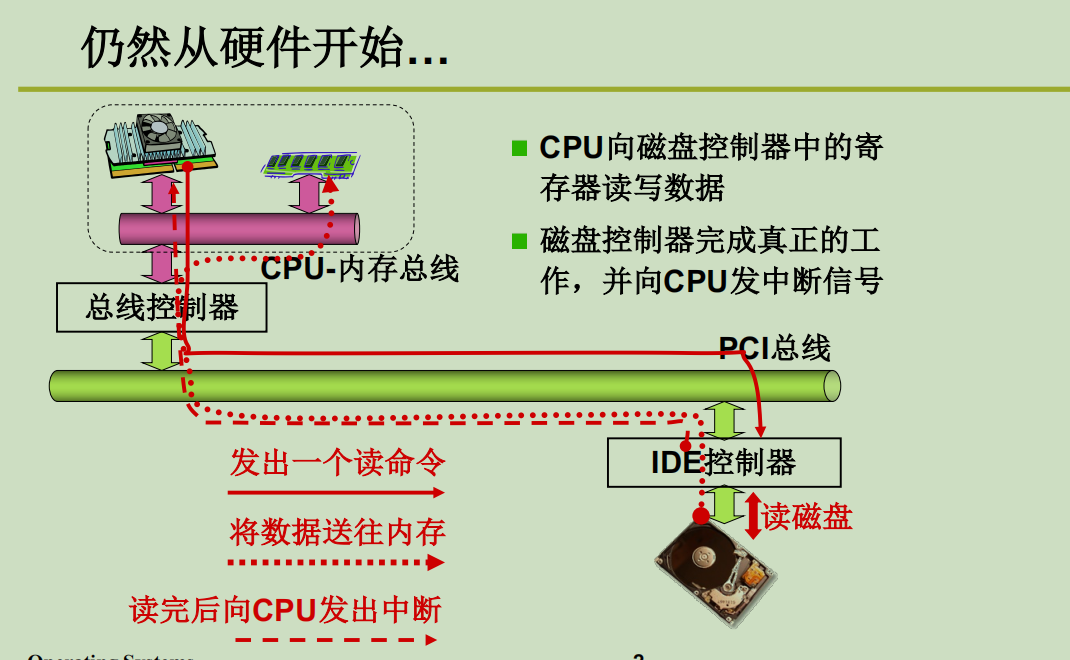 仍然从硬件开始…
CPU向磁盘控制器中的寄
存器读写数据
磁盘控制器完成真正的工
作，并向CPU发中断信号
CPU-内存总线
总线控制器
PCI总线
IDE控制器
读磁盘
发出一个读命令
将数据送往内存
读完后向CPU发出中断
Operating Systems